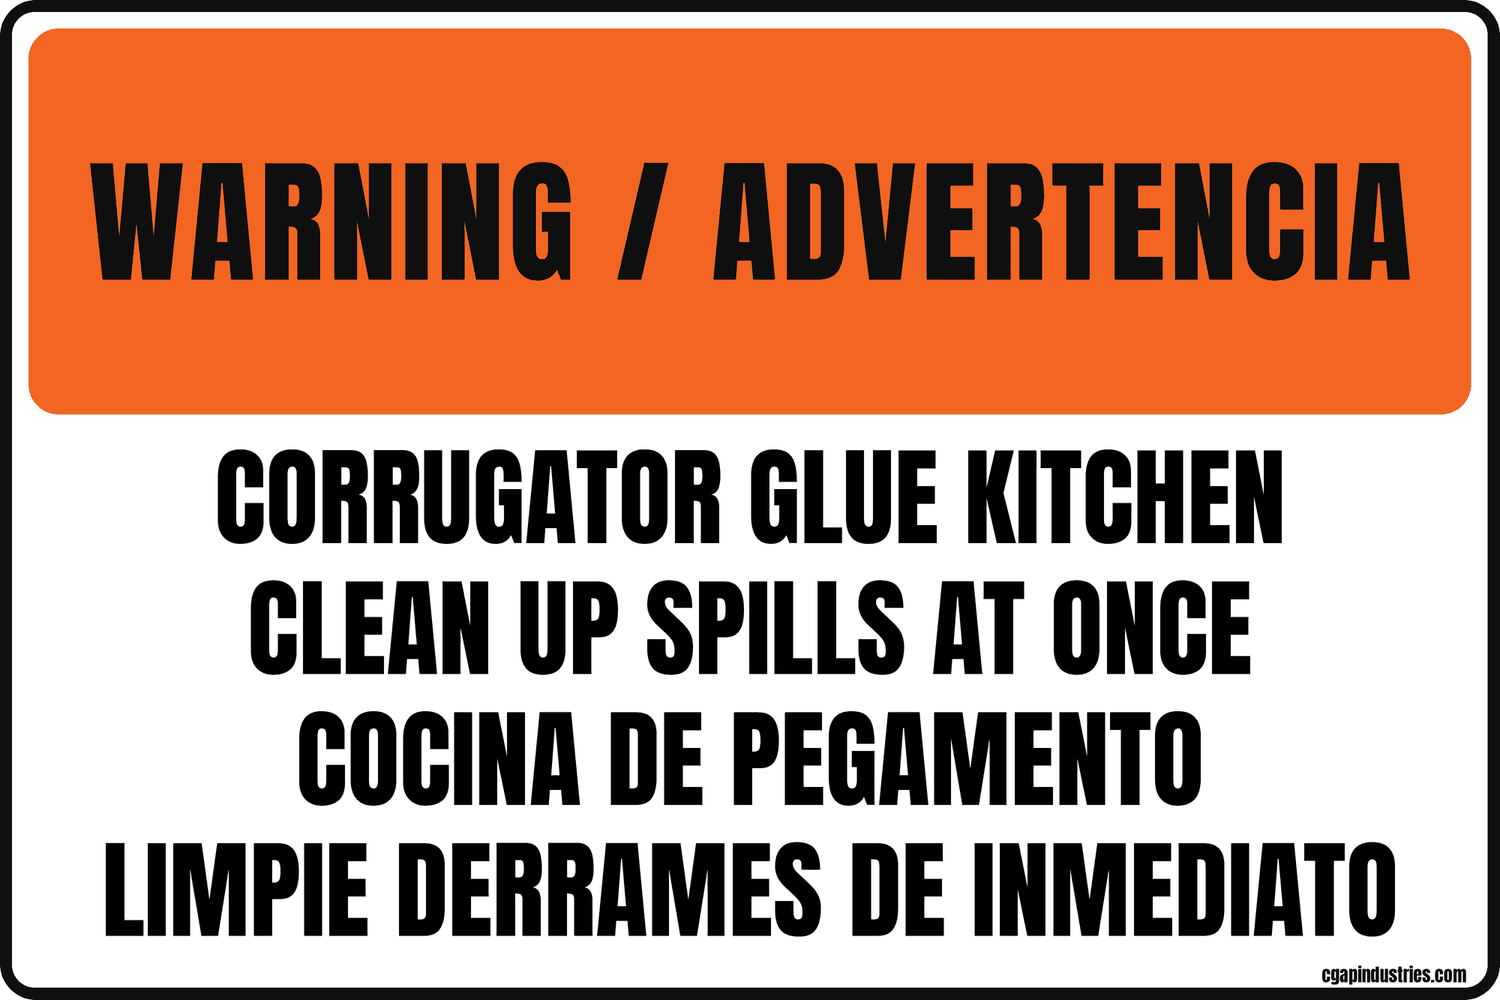 WARNING / ADVERTENCIA
CORRUGATOR GLUE KITCHEN
CLEAN UP SPILLS AT ONCE
COCINA DE PEGAMENTO
LIMPIE DERRAMES DE INMEDIATO
cgapindustries.com